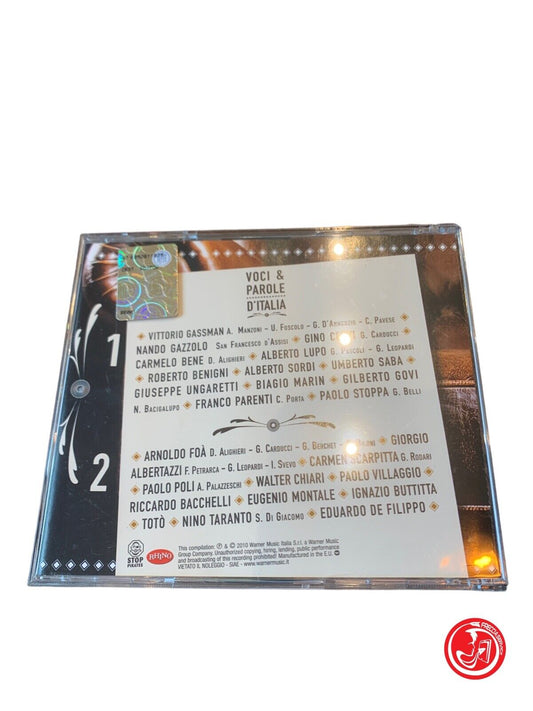 VOCI &
PAROLE
D'ITALIA
1
VITTORIO GASSMAN A. MANZONI – U. FOSCOLO – G. D'ANNUNZIO – C. PAVESE
NANDO GAZZOLO SAN FRANCESCO D'ASSISI GINO G. CARDUCCI
CARMELO BENE D. ALIGHIERI ALBERTO LUPO G. PASCOLI – G. LEOPARDI
ROBERTO BENIGNI ALBERTO SORDI UMBERTO SABA
GIUSEPPE UNGARETTI BIAGIO MARIN GILBERTO GOVI
N. BACIGALUPO FRANCO PARENTI C. PORTA PAOLO STOPPA G. BELLI
2
ARNOLDO FOÀ D. ALIGHIERI – G. CARDUCCI – G. BERCHET – GIORGIO
ALBERTAZZI F. PETRARCA – G. LEOPARDI – I. SVEVO CARMEN SCARPITTA G. RODARI
PAOLO POLI A. PALAZZESCHI WALTER CHIARI PAOLO VILLAGGIO
RICCARDO BACCHELLI EUGENIO MONTALE IGNAZIO BUTTITTA
TOTÒ NINO TARANTO S. DI GIACOMO EDUARDO DE FILIPPO
STOP
PIRATES
RHINO
This compilation: ℗ & © 2010 Warner Music Italia S.r.l. a Warner Music
Group Company. Unauthorized copying, hiring, lending, public performance
and broadcasting of this recording prohibited! Manufactured in the E.U.
VIETATO IL NOLEGGIO - SIAE - www.warnermusic.it